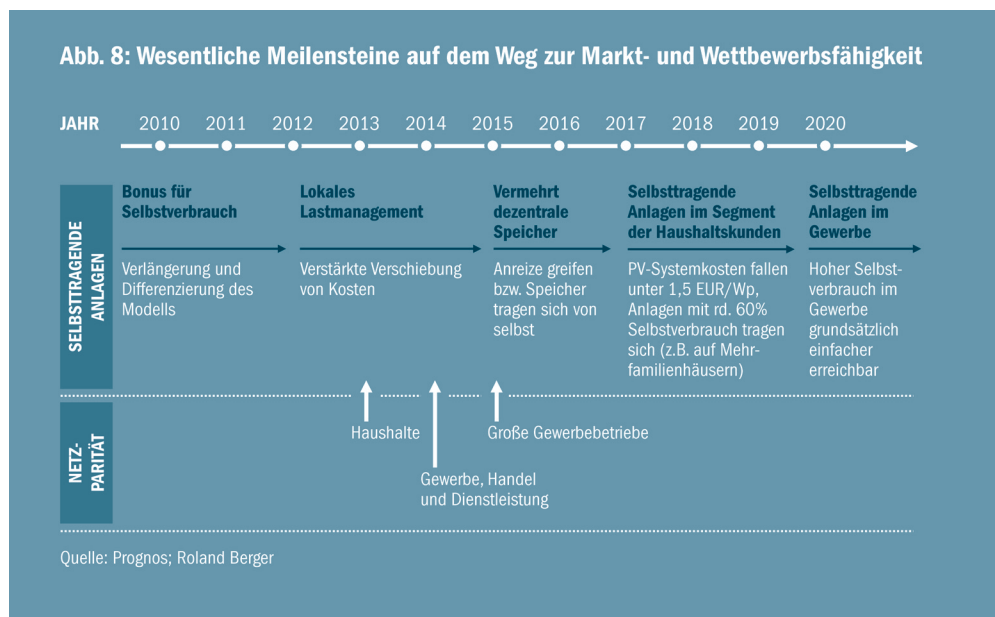 Abb. 8: Wesentliche Meilensteine auf dem Weg zur Markt- und Wettbewerbsfähigkeit
JAHR 2010 2011 2012 2013 2014 2015 2016 2017 2018 2019 2020
SELBSTTRAGENDE
ANLAGEN
Bonus für
Selbstverbrauch
Verlängerung und
Differenzierung des
Modells
Lokales
Lastmanagement
Verstärkte Verschiebung
von Kosten
Vermehrt
dezentrale
Speicher
Anreize greifen
bzw. Speicher
tragen sich von
selbst
Selbsttragende
Anlagen im Segment
der Haushaltskunden
PV-Systemkosten fallen
unter 1,5 EUR/Wp,
Anlagen mit rd. 60%
Selbstverbrauch tragen
sich (z.B. auf Mehr-
familienhäusern)
Selbsttragende
Anlagen im
Gewerbe
Hoher Selbst-
verbrauch im
Gewerbe
grundsätzlich
einfacher
erreichbar
NETZ-
PARITÄT
Haushalte
Gewerbe, Handel
und Dienstleistung
Große Gewerbebetriebe
Quelle: Prognos; Roland Berger